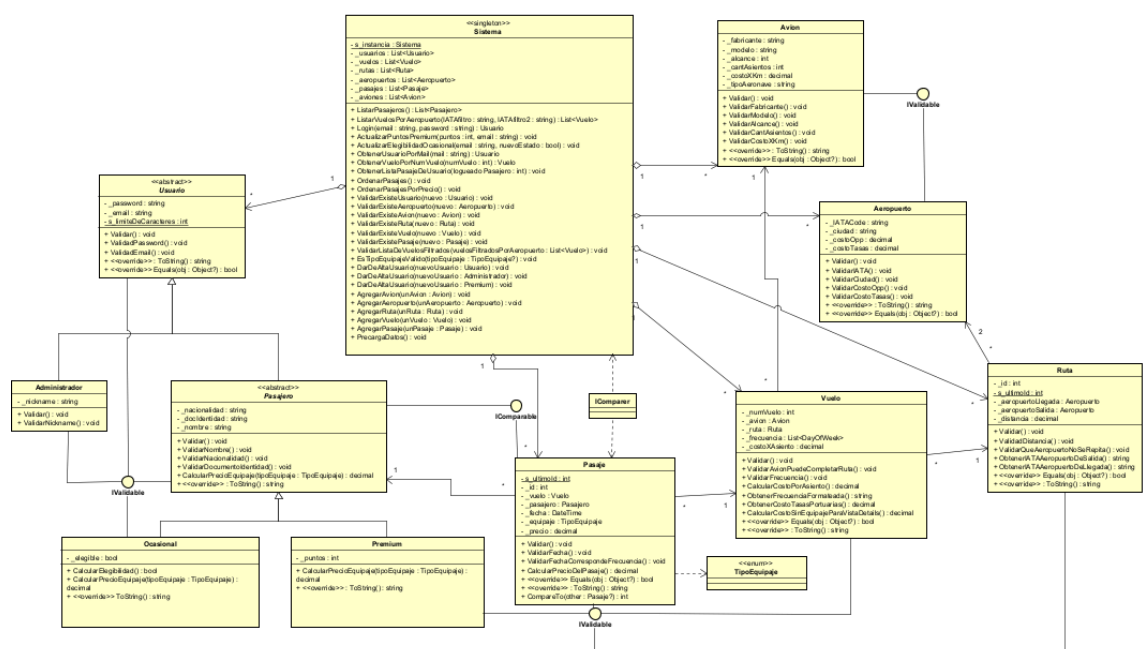 <<singleton>>
Sistema
- s_instancia : Sistema
- _usuarios : List<Usuario>
- _vuelos : List<Vuelo>
- _rutas : List<Ruta>
- _aeropuertos : List<Aeropuerto>
- _pasajes : List<Pasaje>
- _aviones : List<Avion>
+ ListarPasajeros() : List<Pasajero>
+ ListarVuelosPorAeropuerto(IATAfiltro : string, IATAfiltro2 : string) : List<Vuelo>
+ Login(email : string, password : string) : Usuario
+ ActualizarPuntosPremium(puntos : int, email : string) : void
+ ActualizarElegibilidadOcasional(email : string, nuevoEstado : bool) : void
+ ObtenerUsuarioPorMail(mail : string) : Usuario
+ ObtenerVueloPorNumVuelo(numVuelo : int) : Vuelo
+ ObtenerListaPasajeDeUsuario(logueado Pasajero : int) : void
+ OrdenarPasajes() : void
+ OrdenarPasajesPorPrecio() : void
+ ValidarExisteUsuario(nuevo : Usuario) : void
+ ValidarExisteAeropuerto(nuevo : Aeropuerto) : void
+ ValidarExisteAvion(nuevo : Avion) : void
+ ValidarExisteRuta(nuevo : Ruta) : void
+ ValidarExisteVuelo(nuevo : Vuelo) : void
+ ValidarExistePasaje(nuevo : Pasaje) : void
+ ValidarListaDeVuelosFiltrados(vuelosFiltradosPorAeropuerto : List<Vuelo>) : void
+ EsTipoEquipajeValido(tipoEquipaje : TipoEquipaje?) : void
+ DarDeAltaUsuario(nuevoUsuario : Usuario) : void
+ DarDeAltaUsuario(nuevoUsuario : Administrador) : void
+ DarDeAltaUsuario(nuevoUsuario : Premium) : void
+ AgregarAvion(unAvion : Avion) : void
+ AgregarAeropuerto(unAeropuerto : Aeropuerto) : void
+ AgregarRuta(unRuta : Ruta) : void
+ AgregarVuelo(unVuelo : Vuelo) : void
+ AgregarPasaje(unPasaje : Pasaje) : void
+ PrecargaDatos() : void
Avion
- _fabricante : string
- _modelo : string
- _alcance : int
- _cantAsientos : int
- _costoXKm : decimal
- _tipoAeronave : string
+ Validar() : void
+ ValidarFabricante() : void
+ ValidarModelo() : void
+ ValidarAlcance() : void
+ ValidarCantAsientos() : void
+ ValidarCostoXKm() : void
+ <<override>> : ToString() : string
+ <<override>> Equals(obj : Object?) : bool
IValidable
<<abstract>>
Usuario
- _password : string
- _email : string
- s_limiteDeCaracteres : int
+ Validar() : void
+ ValidadPassword() : void
+ ValidadEmail() : void
+ <<override>> : ToString() : string
+ <<override>> Equals(obj : Object?) : bool
* 1
1 *
1 *
1
1
1
1
*
Aeropuerto
- _IATACode : string
- _ciudad : string
- _costoOpp : decimal
- _costoTasas : decimal
+ Validar() : void
+ ValidarIATA() : void
+ ValidarCiudad() : void
+ ValidarCostoOpp() : void
+ ValidarCostoTasas() : void
+ <<override>> : ToString() : string
+ <<override>> Equals(obj : Object?) : bool
2
*
Administrador
- _nickname : string
+ Validar() : void
+ ValidarNickname() : void
<<abstract>>
Pasajero
- _nacionalidad : string
- _docIdentidad : string
- _nombre : string
+ Validar() : void
+ ValidarNombre() : void
+ ValidarNacionalidad() : void
+ ValidarDocumentoIdentidad() : void
+ CalcularPrecioEquipaje(tipoEquipaje : TipoEquipaje) : decimal
+ <<override>> : ToString() : string
IComparable
IComparer
Vuelo
- _numVuelo : int
- _avion : Avion
- _ruta : Ruta
- _frecuencia : List<DayOfWeek>
- _costoXAsiento : decimal
+ Validar() : void
+ ValidarAvionPuedeCompletarRuta() : void
+ ValidarFrecuencia() : void
+ CalcularCostoPorAsiento() : decimal
+ ObtenerFrecuenciaFormateada() : string
+ ObtenerCostoTasasPortuarias() : decimal
+ CalcularCostoSinEquipajeParaVistaDetails() : decimal
+ <<override>> Equals(obj : Object?) : bool
+ <<override>> : ToString() : string
Ruta
- _id : int
- s_ultimoId : int
- _aeropuertoLlegada : Aeropuerto
- _aeropuertoSalida : Aeropuerto
- _distancia : decimal
+ Validar() : void
+ ValidadDistancia() : void
+ ValidarQueAeropuertoNoSeRepita() : void
+ ObtenerIATAAeropuertoDeSalida() : string
+ ObtenerIATAAeropuertoDeLlegada() : string
+ <<override>> : ToString() : string
IValidable
1 *
* 1
* 1
Pasaje
- s_ultimoId : int
- _id : int
- _vuelo : Vuelo
- _pasajero : Pasajero
- _fecha : DateTime
- _equipaje : TipoEquipaje
- _precio : decimal
+ Validar() : void
+ ValidarFecha() : void
+ ValidarFechaCorrespondeFrecuencia() : void
+ CalcularPrecioDelPasaje() : decimal
+ <<override>> Equals(obj : Object?) : bool
+ <<override>> : ToString() : string
+ CompareTo(other : Pasaje?) : int
<<enum>>
TipoEquipaje
Ocasional
- _elegible : bool
+ CalcularElegibilidad() : bool
+ CalcularPrecioEquipaje(tipoEquipaje : TipoEquipaje) :
decimal
+ <<override>> ToString() : string
Premium
- _puntos : int
+ CalcularPrecioEquipaje(tipoEquipaje : TipoEquipaje) :
decimal
+ <<override>> : ToString() : string
IValidable